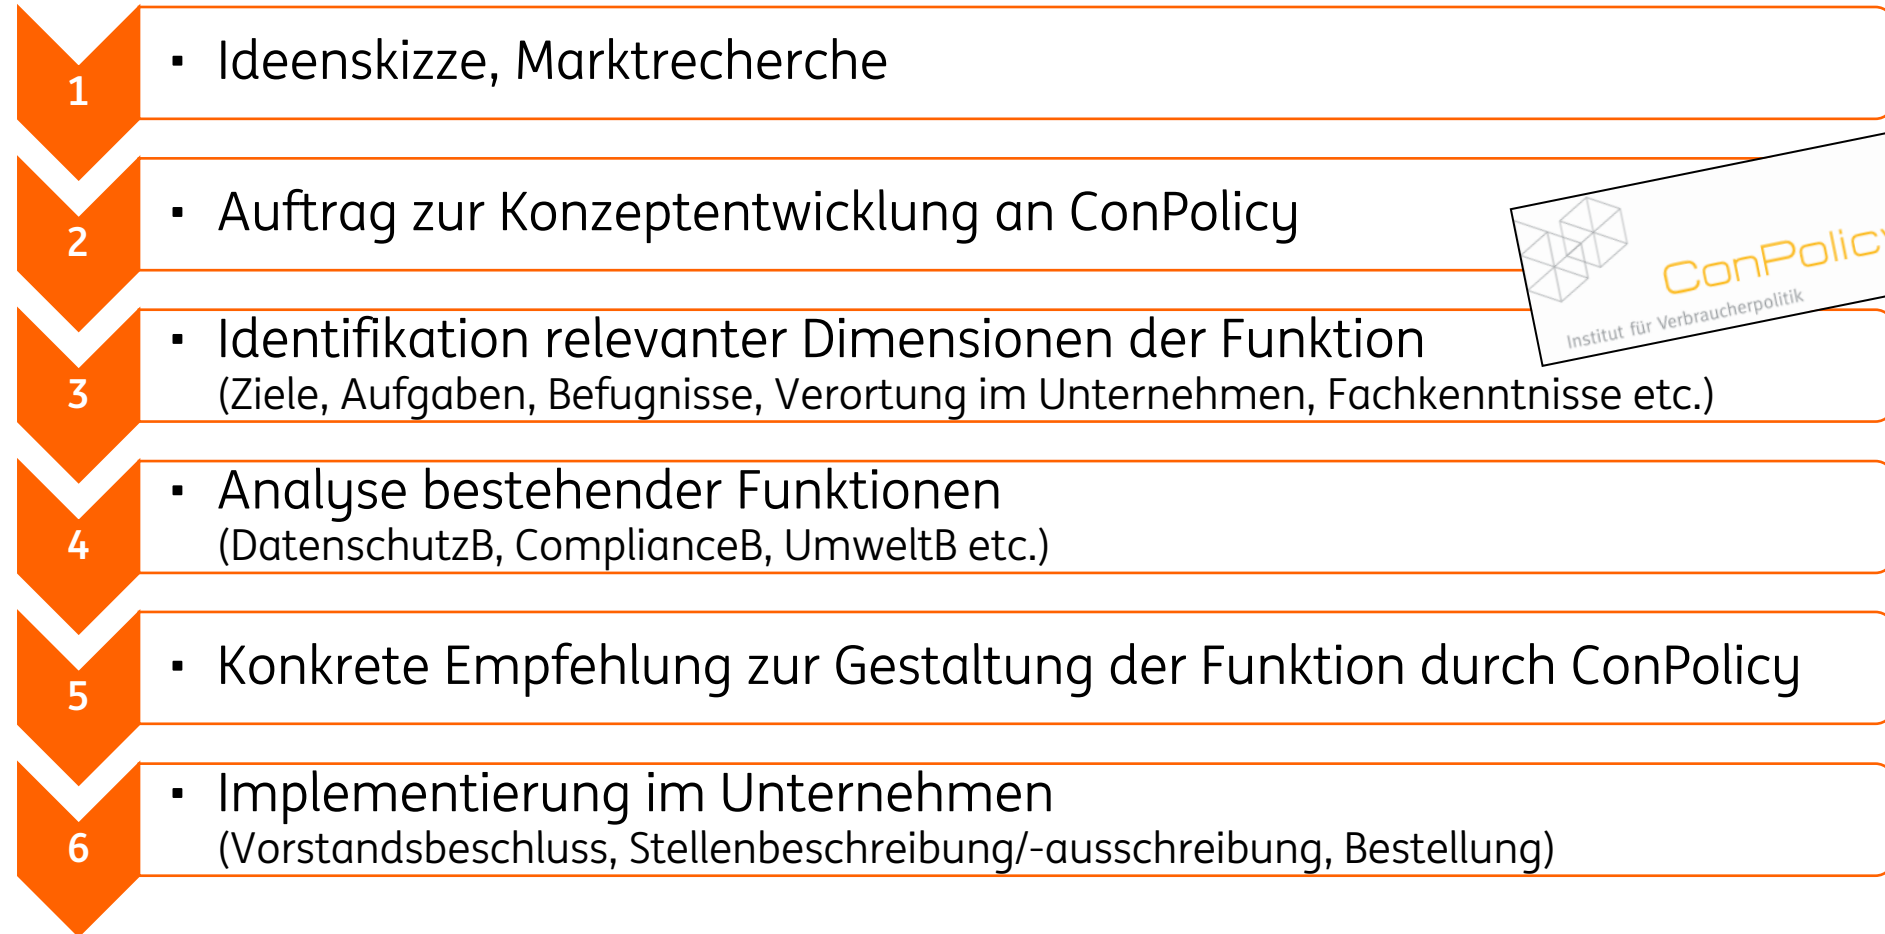 1
▪ Ideenskizze, Marktrecherche
2
▪ Auftrag zur Konzeptentwicklung an ConPolicy
ConPolicy
Institut für Verbraucherpolitik
3
▪ Identifikation relevanter Dimensionen der Funktion
(Ziele, Aufgaben, Befugnisse, Verortung im Unternehmen, Fachkenntnisse etc.)
4
▪ Analyse bestehender Funktionen
(DatenschutzB, ComplianceB, UmweltB etc.)
5
▪ Konkrete Empfehlung zur Gestaltung der Funktion durch ConPolicy
6
▪ Implementierung im Unternehmen
(Vorstandsbeschluss, Stellenbeschreibung/-ausschreibung, Bestellung)